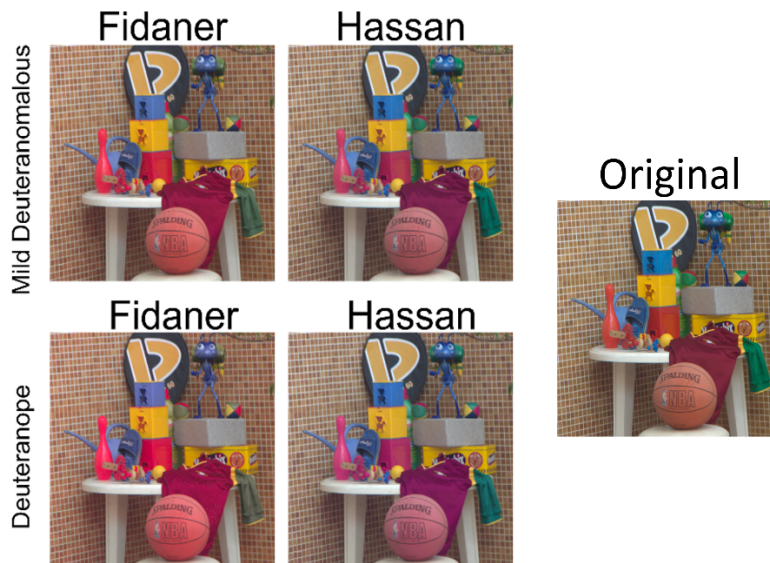 Fidaner
Hassan
Mild Deuteranomalous
SPALDING
NBA
SPALDING
NBA
Original
Fidaner
Hassan
Deuteranope
SPALDING
NBA
SPALDING
NBA
SPALDING
NBA